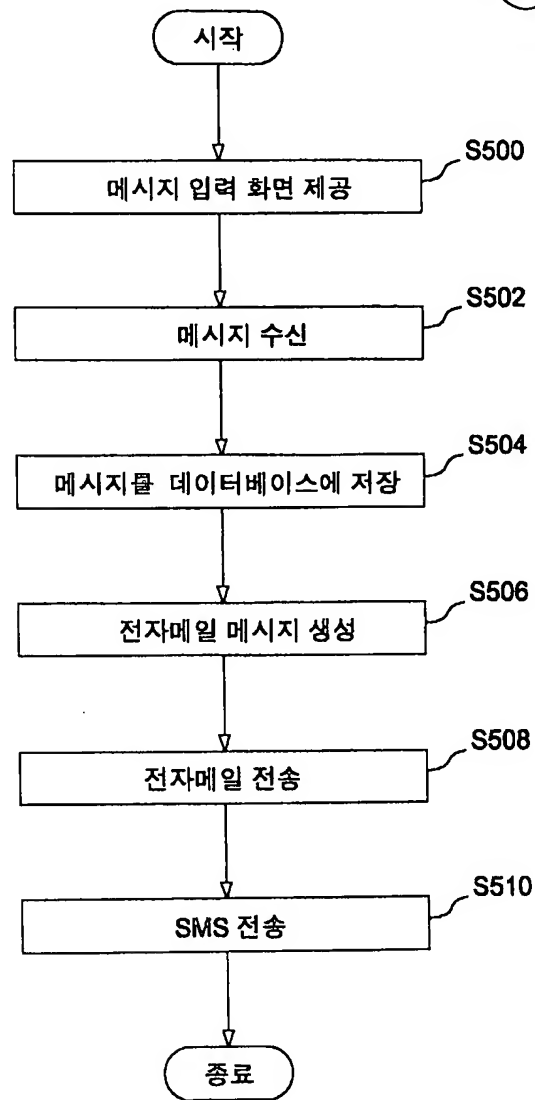 시작
S500
메시지 입력 화면 제공
S502
메시지 수신
S504
메시지를 데이터베이스에 저장
S506
전자메일 메시지 생성
S508
전자메일 전송
S510
SMS 전송
종료